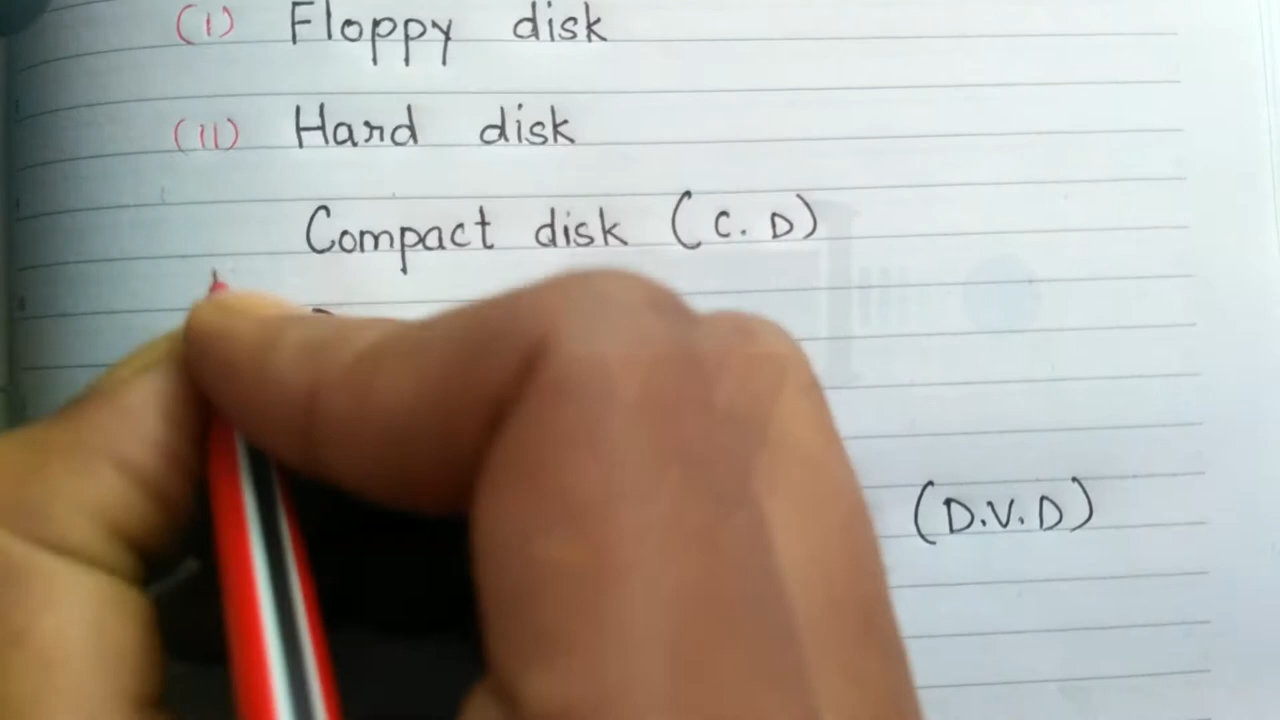 (I) Floppy disk
(II) Hard disk
Compact disk (C.D)
(D.V.D)